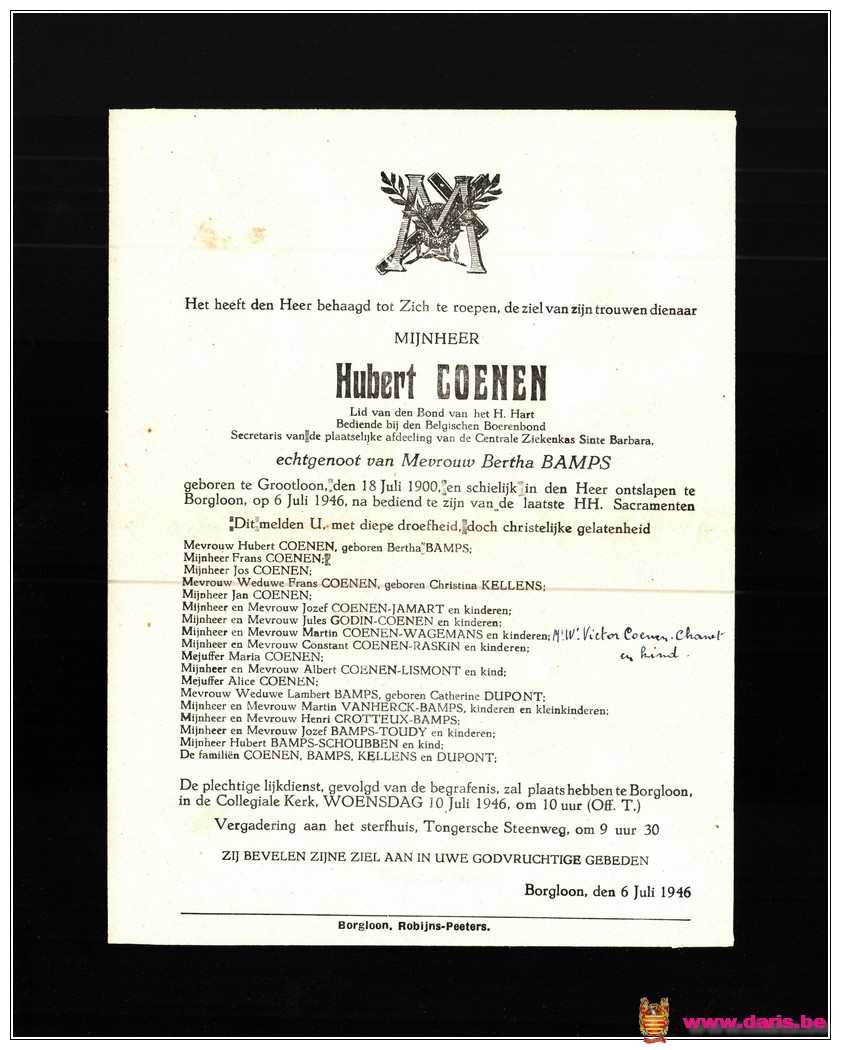 Het heeft den Heer behaagd tot Zich te roepen, de ziel van zijn trouwen dienaar
MIJNHEER
Hubert COENEN
Lid van den Bond van het H. Hart
Bediende bij den Belgischen Boerenbond
Secretaris van de plaatselijke afdeeling van de Centrale Ziekenkas Sinte Barbara,
echtgenoot van Mevrouw Bertha BAMPS
geboren te Grootloon, den 18 Juli 1900, en schielijk in den Heer ontslapen te
Borgloon, op 6 Juli 1946, na bediend te zijn van de laatste HH. Sacramenten
Dit melden U, met diepe droefheid, doch christelijke gelatenheid
Mevrouw Hubert COENEN, geboren Bertha BAMPS;
Mijnheer Frans COENEN;
Mijnheer Jos COENEN;
Mevrouw Weduwe Frans COENEN, geboren Christina KELLENS;
Mijnheer Jan COENEN;
Mijnheer en Mevrouw Jozef COENEN-JAMART en kinderen;
Mijnheer en Mevrouw Jules GODIN-COENEN en kinderen;
Mijnheer en Mevrouw Martin COENEN-WAGEMANS en kinderen; Mr Wr Victor Coenen-Chanet
Mijnheer en Mevrouw Constant COENEN-RASKIN en kinderen; en kind.
Mejuffer Maria COENEN;
Mijnheer en Mevrouw Albert COENEN-LISMONT en kind;
Mejuffer Alice COENEN;
Mevrouw Weduwe Lambert BAMPS, geboren Catherine DUPONT;
Mijnheer en Mevrouw Martin VANHERCK-BAMPS, kinderen en kleinkinderen;
Mijnheer en Mevrouw Henri CROTTEUX-BAMPS;
Mijnheer en Mevrouw Jozef BAMPS-TOUDY en kinderen;
Mijnheer Hubert BAMPS-SCHOUBBEN en kind;
De familiën COENEN, BAMPS, KELLENS en DUPONT;
De plechtige lijkdienst, gevolgd van de begrafenis, zal plaats hebben te Borgloon,
in de Collegiale Kerk, WOENSDAG 10 Juli 1946, om 10 uur (Off. T.)
Vergadering aan het sterfhuis, Tongersche Steenweg, om 9 uur 30
ZIJ BEVELEN ZIJNE ZIEL AAN IN UWE GODVRUCHTIGE GEBEDEN
Borgloon, den 6 Juli 1946
Borgloon, Robijns-Peeters.
www.daris.be